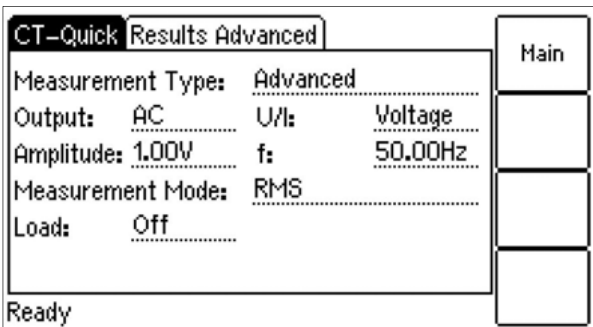 CT-Quick Results Advanced
Main
Measurement Type: Advanced
Output: AC U/I: Voltage
Amplitude: 1.00V f: 50.00Hz
Measurement Mode: RMS
Load: Off
Ready